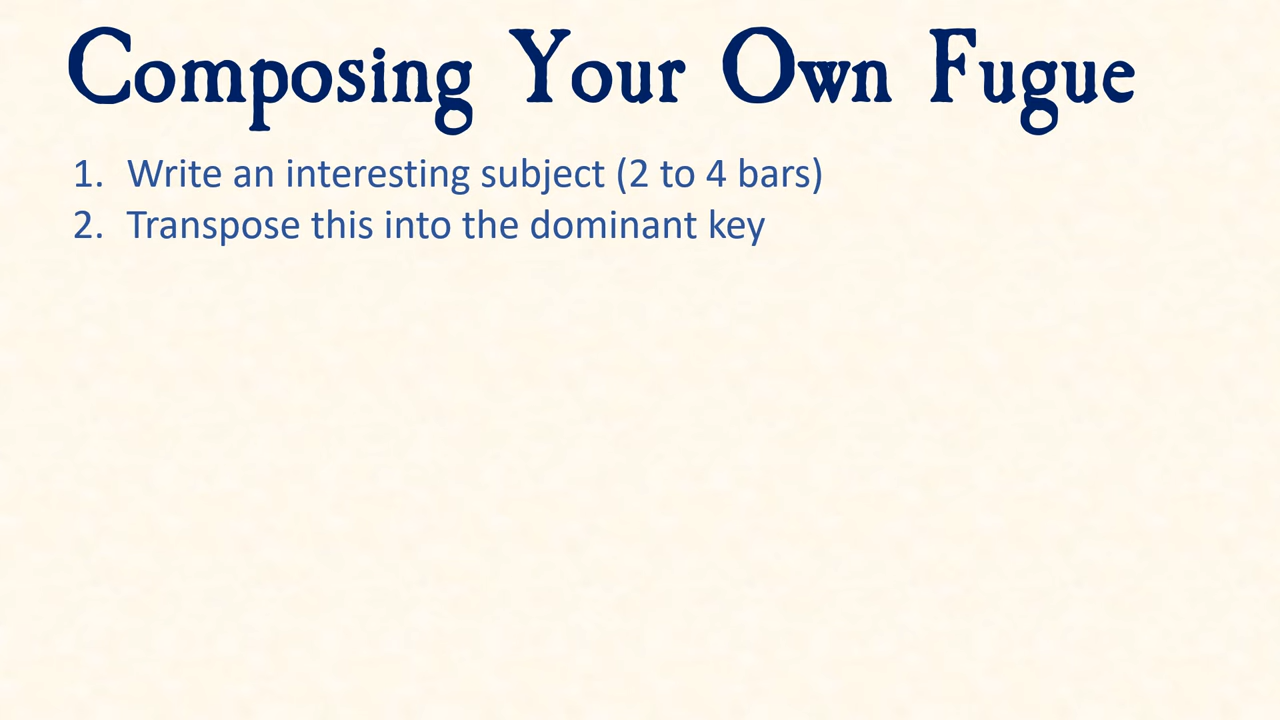 Composing Your Own Fugue
1. Write an interesting subject (2 to 4 bars)
2. Transpose this into the dominant key